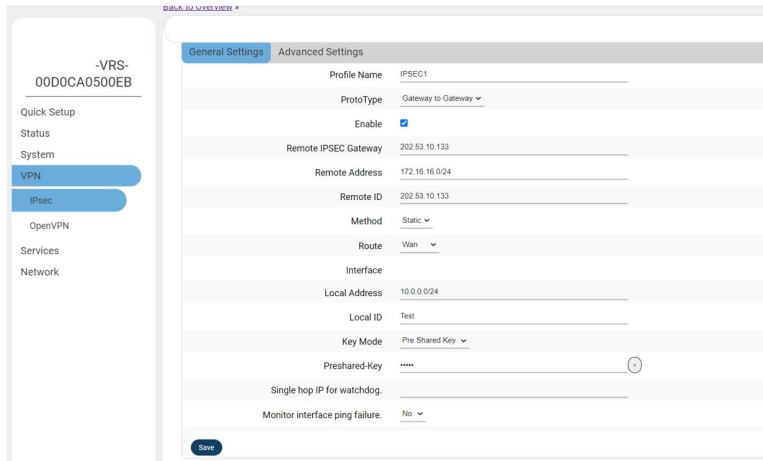 Back to Overview »
-VRS-
00D0CA0500EB
Quick Setup
Status
System
VPN
IPsec
OpenVPN
Services
Network
General Settings Advanced Settings
Profile Name IPSEC1
ProtoType Gateway to Gateway
Enable
Remote IPSEC Gateway 202.53.10.133
Remote Address 172.16.16.0/24
Remote ID 202.53.10.133
Method Static
Route Wan
Interface
Local Address 10.0.0.0/24
Local ID Test
Key Mode Pre Shared Key
Preshared-Key •••••
Single hop IP for watchdog.
Monitor interface ping failure. No
Save